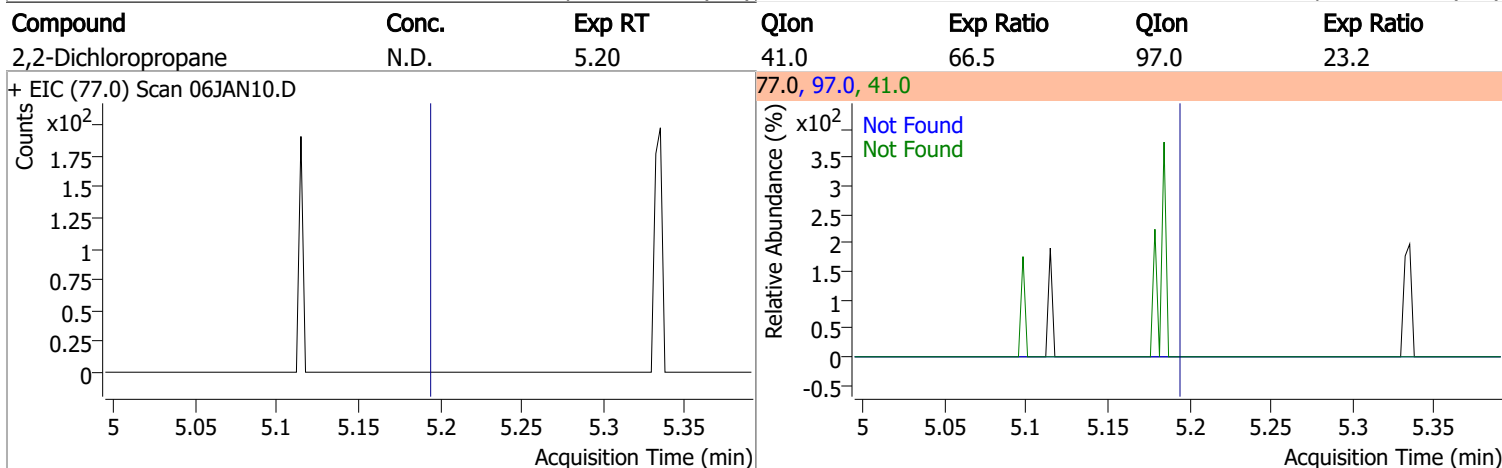 Compound Conc. Exp RT QIon Exp Ratio QIon Exp Ratio
2,2-Dichloropropane N.D. 5.20 41.0 66.5 97.0 23.2
+ EIC (77.0) Scan 06JAN10.D
Counts
x10²
1.75
1.5
1.25
1
0.75
0.5
0.25
0
5 5.05 5.1 5.15 5.2 5.25 5.3 5.35
Acquisition Time (min)
77.0, 97.0, 41.0
Relative Abundance (%)
x10²
Not Found
Not Found
3.5
3
2.5
2
1.5
1
0.5
0
-0.5
5 5.05 5.1 5.15 5.2 5.25 5.3 5.35
Acquisition Time (min)